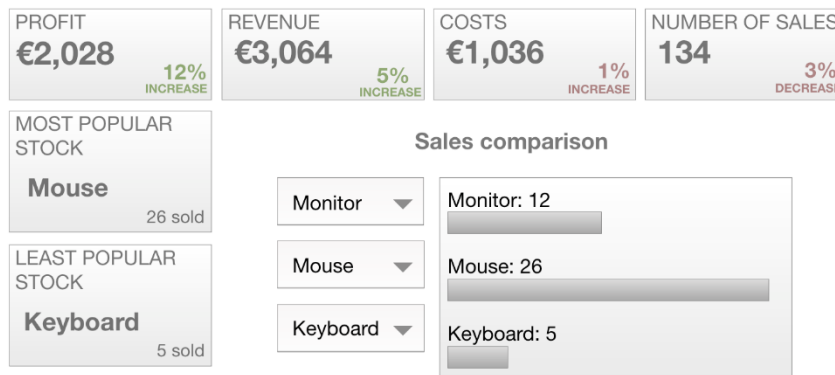 PROFIT
€2,028
12%
INCREASE
REVENUE
€3,064
5%
INCREASE
COSTS
€1,036
1%
INCREASE
NUMBER OF SALES
134
3%
DECREASE
MOST POPULAR
STOCK
Mouse
26 sold
LEAST POPULAR
STOCK
Keyboard
5 sold
Sales comparison
Monitor
Mouse
Keyboard
Monitor: 12
Mouse: 26
Keyboard: 5